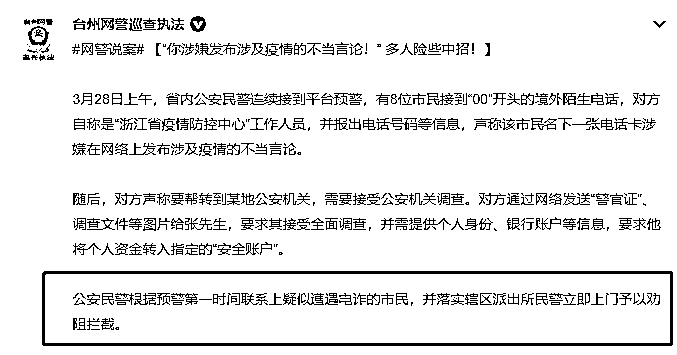 台州网警
巡查执法
台州网警巡查执法
#网警说案# 【“你涉嫌发布涉及疫情的不当言论！” 多人险些中招！】
3月28日上午，省内公安民警连续接到平台预警，有8位市民接到“00”开头的境外陌生电话，对方
自称是“浙江省疫情防控中心”工作人员，并报出电话号码等信息，声称该市民名下一张电话卡涉
嫌在网络上发布涉及疫情的不当言论。
随后，对方声称要帮转到某地公安机关，需要接受公安机关调查。对方通过网络发送“警官证”、
调查文件等图片给张先生，要求其接受全面调查，并需提供个人身份、银行账户等信息，要求他
将个人资金转入指定的“安全账户”。
公安民警根据预警第一时间联系上疑似遭遇电诈的市民，并落实辖区派出所民警立即上门予以劝
阻拦截。